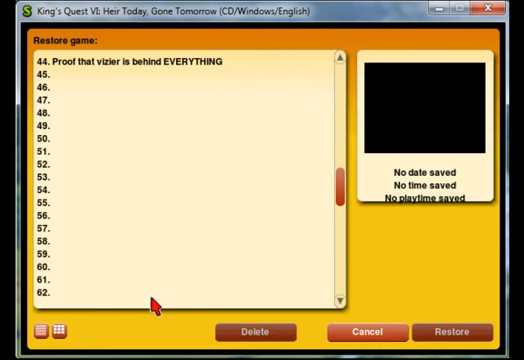 S King's Quest VI: Heir Today, Gone Tomorrow (CD/Windows/English)
Restore game:
44. Proof that vizier is behind EVERYTHING
45.
46.
47.
48.
49.
50.
51.
52.
53.
54.
55.
56.
57.
58.
59.
60.
61.
62.
No date saved
No time saved
No playtime saved
Delete
Cancel
Restore